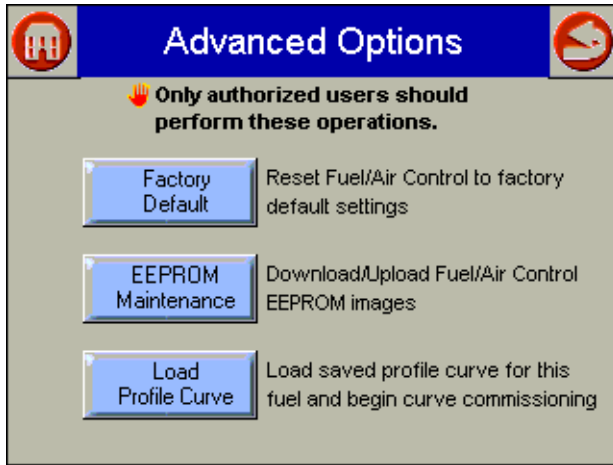 Advanced Options
Only authorized users should
perform these operations.
Factory
Default
Reset Fuel/Air Control to factory
default settings
EEPROM
Maintenance
Download/Upload Fuel/Air Control
EEPROM images
Load
Profile Curve
Load saved profile curve for this
fuel and begin curve commissioning